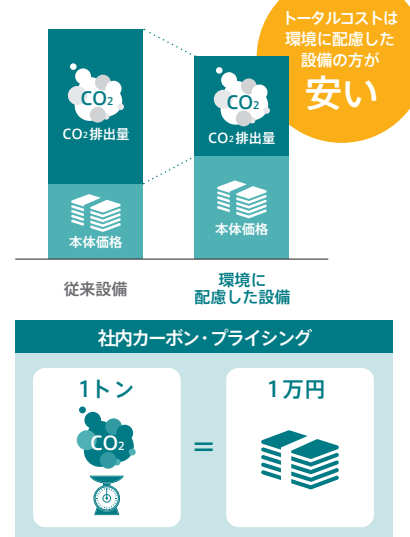 トータルコストは
環境に配慮した
設備の方が
安い
CO2
CO2排出量
本体価格
CO2
CO2排出量
本体価格
従来設備
環境に
配慮した設備
社内カーボン・プライシング
1トン
CO2
=
1万円